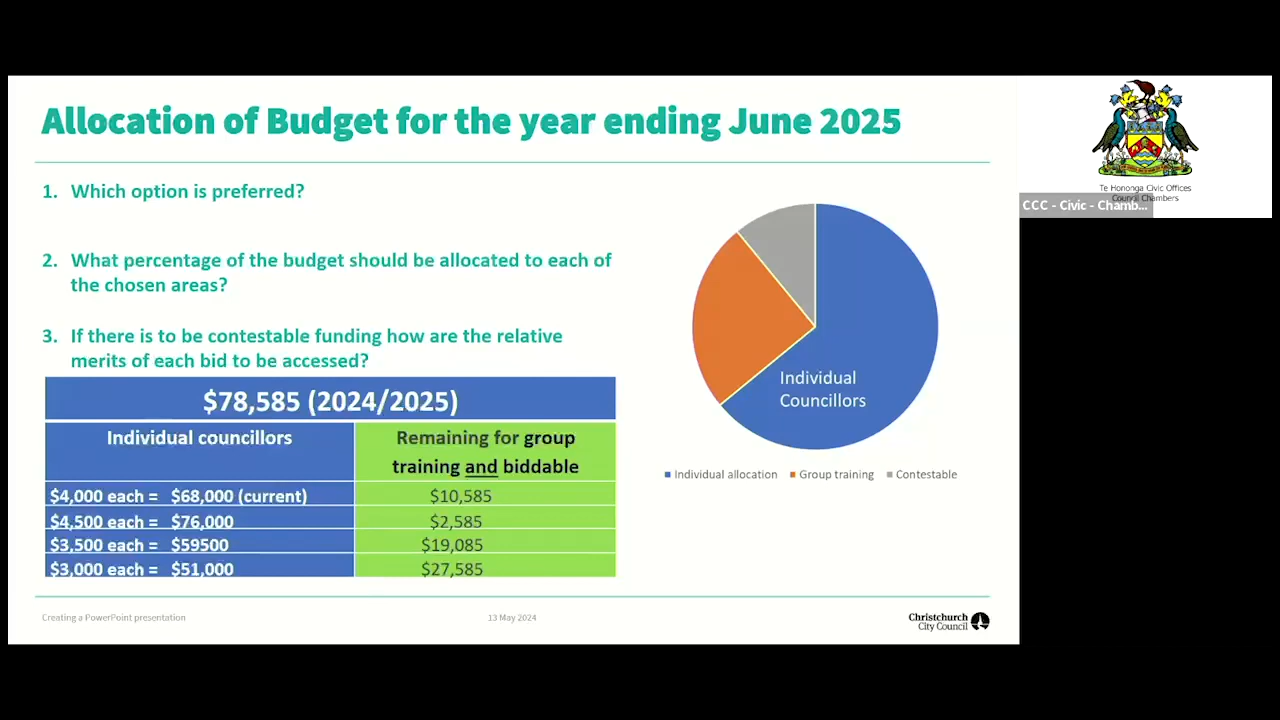 Allocation of Budget for the year ending June 2025
1. Which option is preferred?
2. What percentage of the budget should be allocated to each of
the chosen areas?
3. If there is to be contestable funding how are the relative
merits of each bid to be accessed?
$78,585 (2024/2025)
Individual councillors
Remaining for group
training and biddable
$4,000 each = $68,000 (current) $10,585
$4,500 each = $76,000 $2,585
$3,500 each = $59500 $19,085
$3,000 each = $51,000 $27,585
Individual
Councillors
Individual allocation Group training Contestable
Creating a PowerPoint presentation
13 May 2024
Christchurch
City Council
Te Hononga Civic Offices
Council Chambers
CCC - Civic - Chamb...